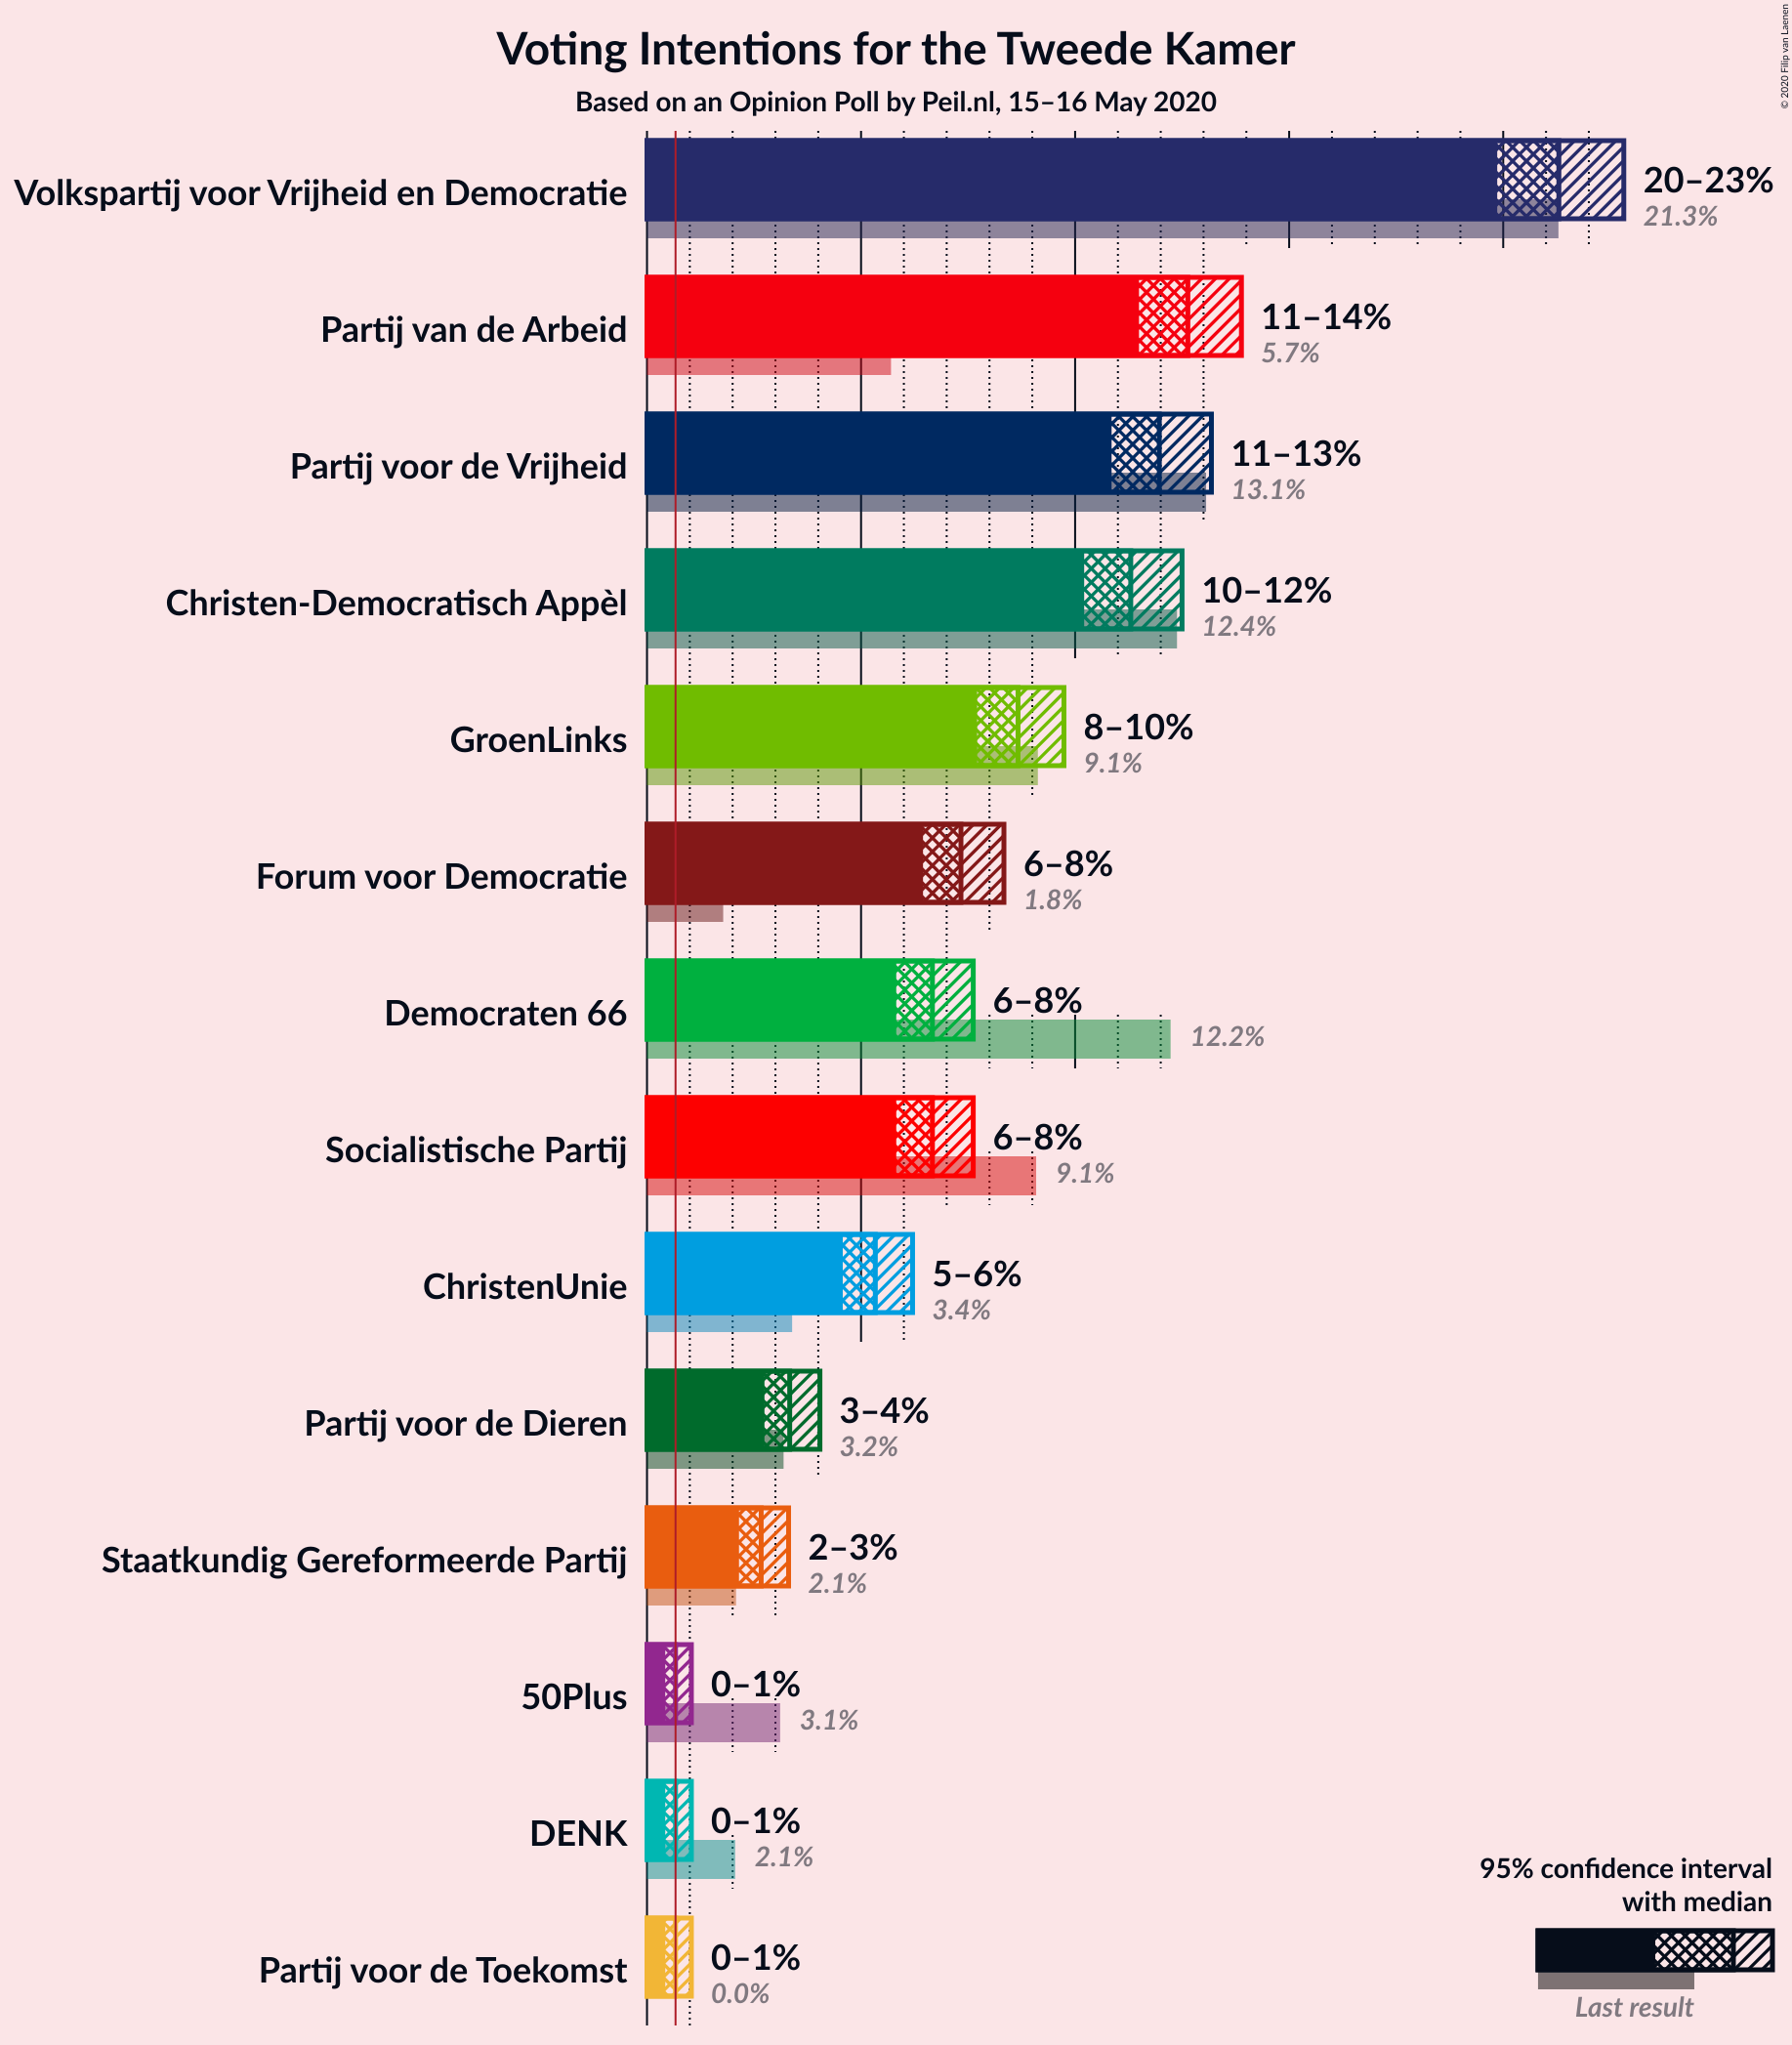 Voting Intentions for the Tweede Kamer
Based on an Opinion Poll by Peil.nl, 15–16 May 2020
© 2020 Filip van Laenen
Volkspartij voor Vrijheid en Democratie
20–23%
21.3%
Partij van de Arbeid
11–14%
5.7%
Partij voor de Vrijheid
11–13%
13.1%
Christen-Democratisch Appèl
10–12%
12.4%
GroenLinks
8–10%
9.1%
Forum voor Democratie
6–8%
1.8%
Democraten 66
6–8%
12.2%
Socialistische Partij
6–8%
9.1%
ChristenUnie
5–6%
3.4%
Partij voor de Dieren
3–4%
3.2%
Staatkundig Gereformeerde Partij
2–3%
2.1%
50Plus
0–1%
3.1%
DENK
0–1%
2.1%
Partij voor de Toekomst
0–1%
0.0%
95% confidence interval
with median
Last result